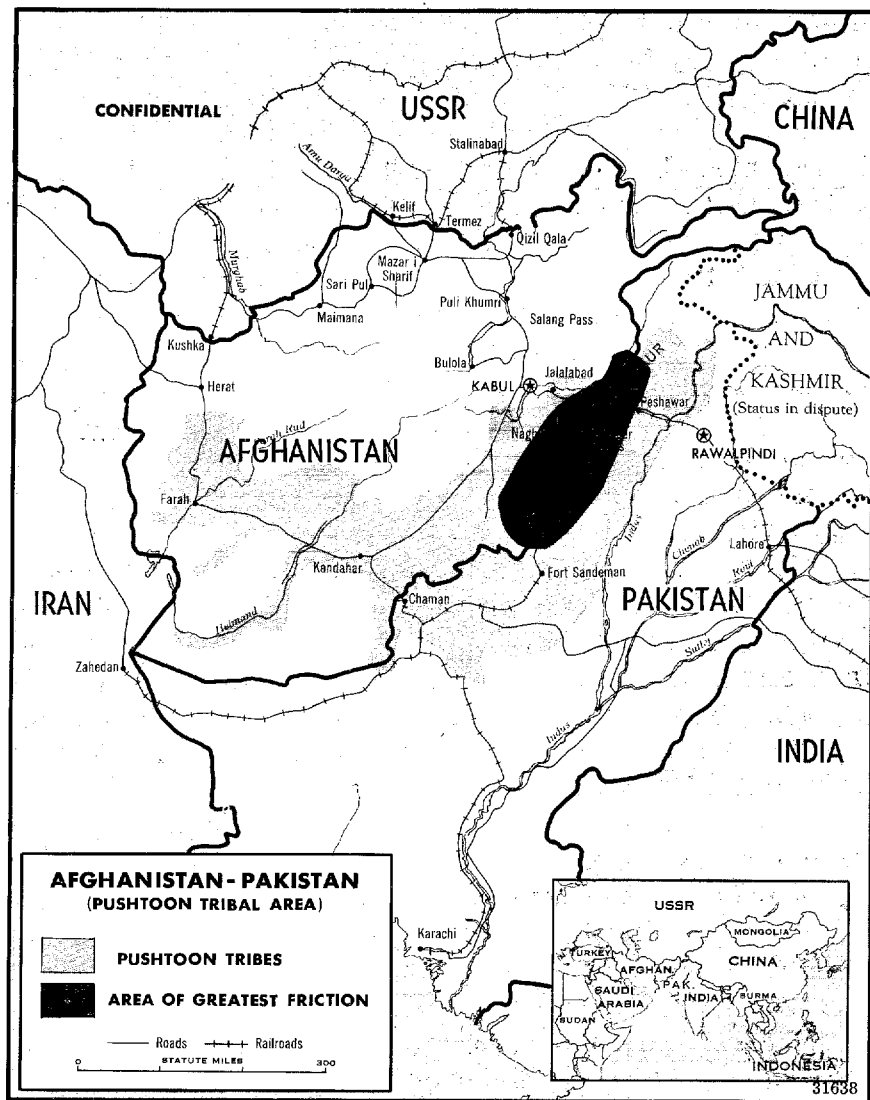 CONFIDENTIAL
USSR
CHINA
Stalinabad
Amu Darya
Kelif
Termez
Qizil Qala
Murghab
Mazar i
Sharif
Sari Pul
Maimana
Puli Khumri
Salang Pass
JAMMU
AND
KASHMIR
(Status in dispute)
Kushka
Bulola
KABUL
Jalalabad
UR
Peshawar
Herat
Nagh
RAWALPINDI
AFGHANISTAN
Rud
Farah
Indus
Chenab
Lahore
Ravi
Kandahar
Fort Sandeman
IRAN
Chaman
PAKISTAN
Helmand
Sutlej
Zahedan
Indus
INDIA
Karachi
AFGHANISTAN-PAKISTAN
(PUSHTOON TRIBAL AREA)
PUSHTOON TRIBES
AREA OF GREATEST FRICTION
Roads Railroads
STATUTE MILES
0 300
USSR
MONGOLIA
TURKEY
AFGHAN.
CHINA
PAK.
SAUDI
ARABIA
INDIA
BURMA
SUDAN
INDONESIA
31638